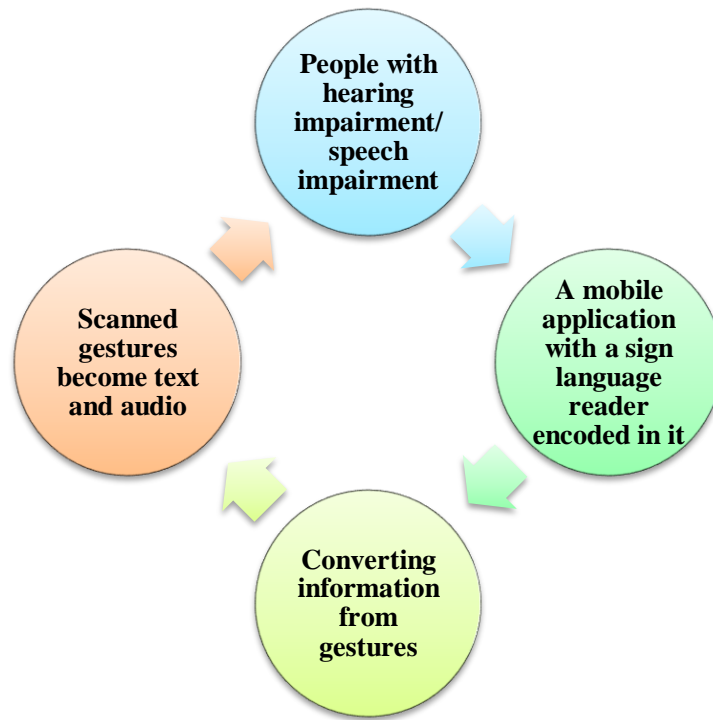 People with
hearing
impairment/
speech
impairment
A mobile
application
with a sign
language
reader
encoded in it
Converting
information
from
gestures
Scanned
gestures
become text
and audio